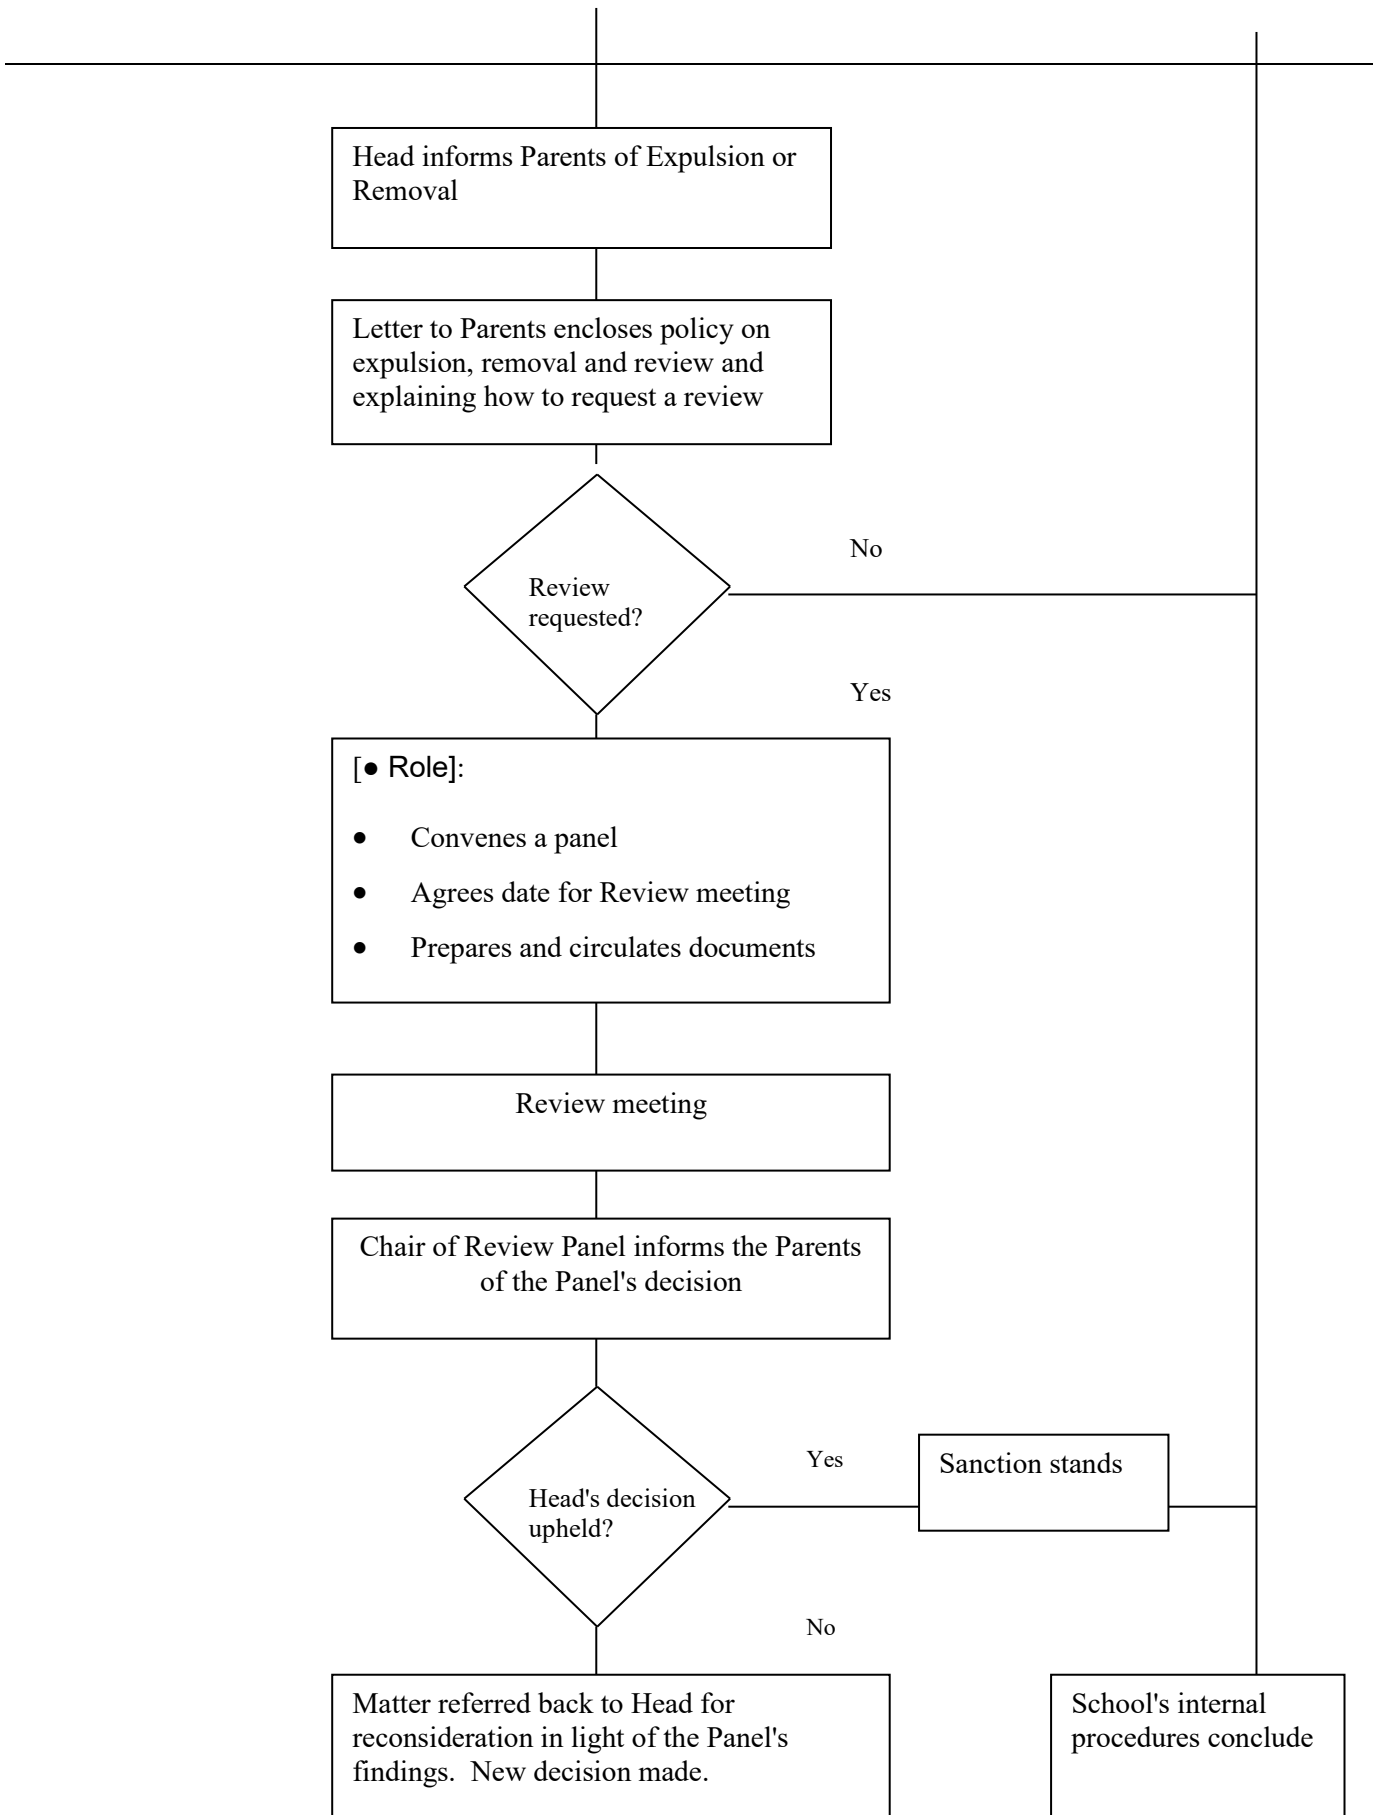 Head informs Parents of Expulsion or
Removal
Letter to Parents encloses policy on
expulsion, removal and review and
explaining how to request a review
No
Review
requested?
Yes
[● Role]:
● Convenes a panel
● Agrees date for Review meeting
● Prepares and circulates documents
Review meeting
Chair of Review Panel informs the Parents
of the Panel's decision
Yes
Sanction stands
Head's decision
upheld?
No
Matter referred back to Head for
reconsideration in light of the Panel's
findings.  New decision made.
School's internal
procedures conclude